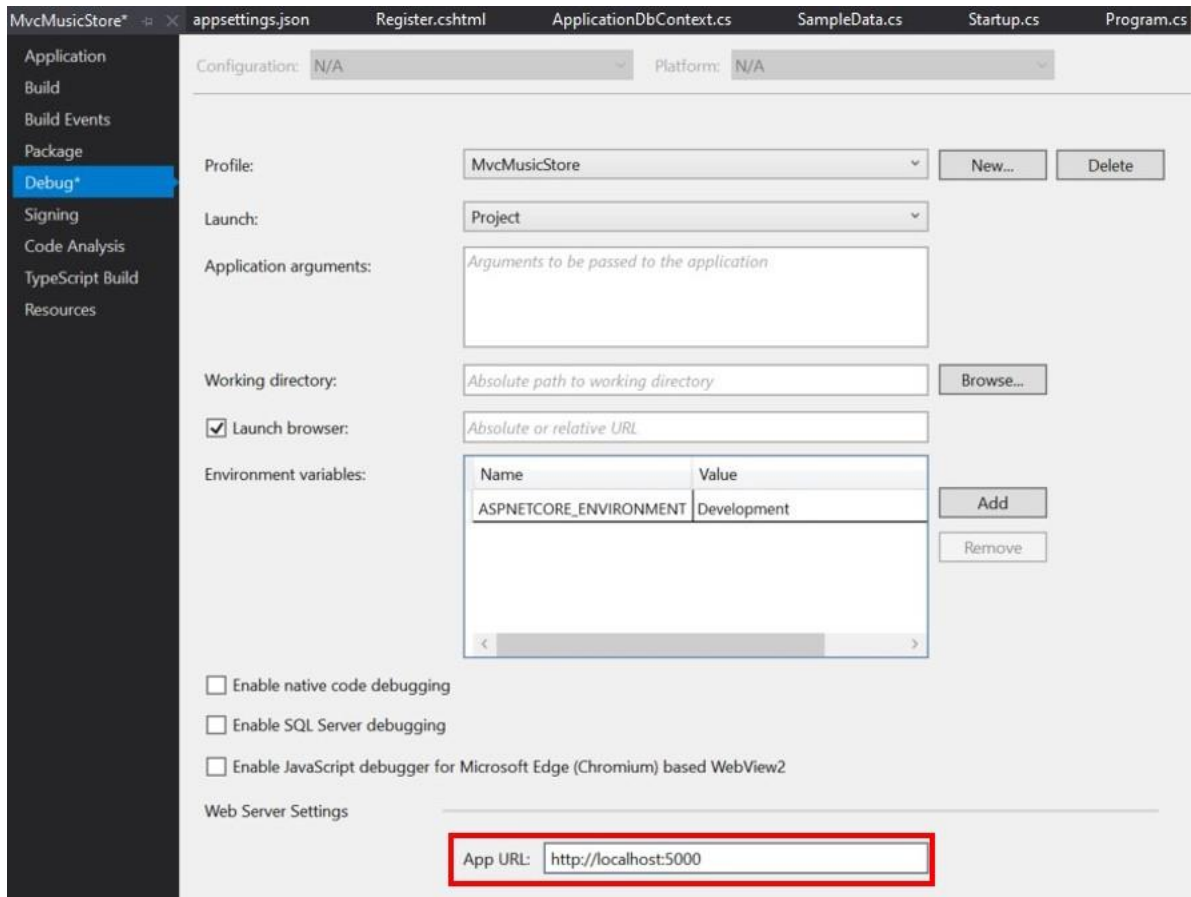 MvcMusicStore* appsettings.json Register.cshtml ApplicationDbContext.cs SampleData.cs Startup.cs Program.cs
Application
Build
Build Events
Package
Debug*
Signing
Code Analysis
TypeScript Build
Resources
Configuration: N/A Platform: N/A
Profile: MvcMusicStore New... Delete
Launch: Project
Application arguments: Arguments to be passed to the application
Working directory: Absolute path to working directory Browse...
Launch browser: Absolute or relative URL
Environment variables:
Name Value
ASPNETCORE_ENVIRONMENT Development
Add
Remove
Enable native code debugging
Enable SQL Server debugging
Enable JavaScript debugger for Microsoft Edge (Chromium) based WebView2
Web Server Settings
App URL: http://localhost:5000